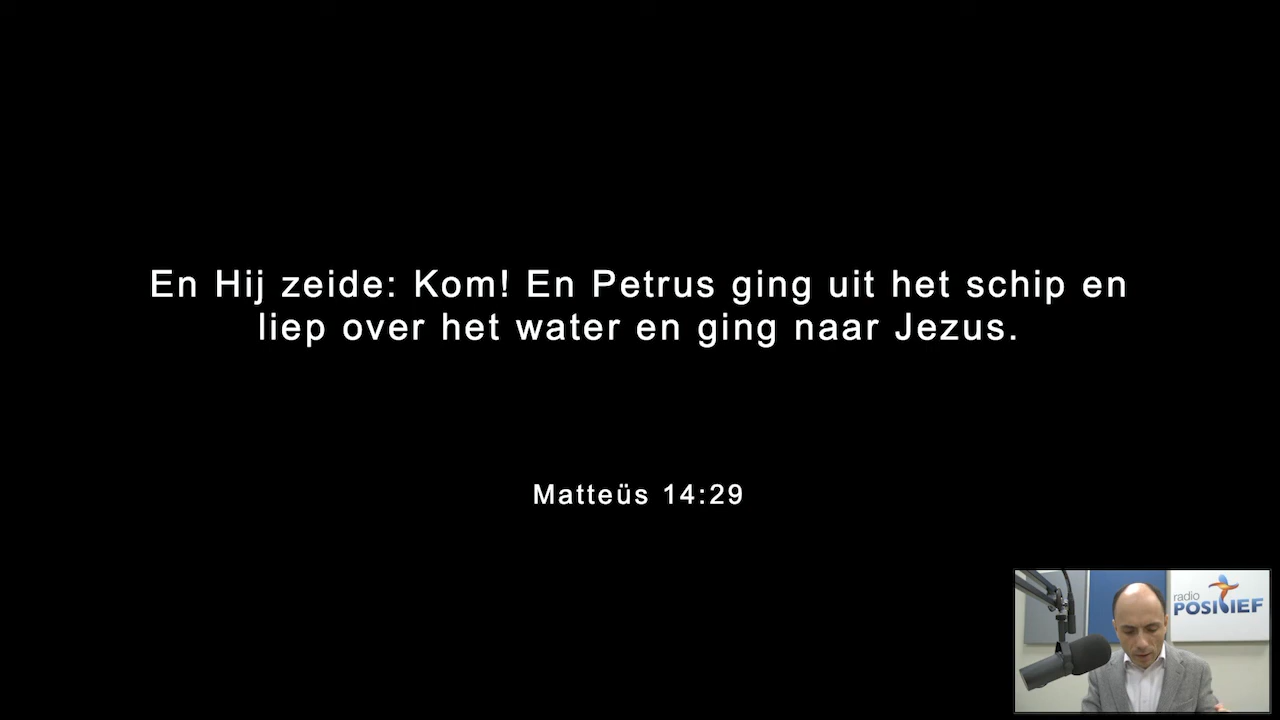 En Hij zeide: Kom! En Petrus ging uit het schip en
liep over het water en ging naar Jezus.
Matteüs 14:29
radio
POSITIEF